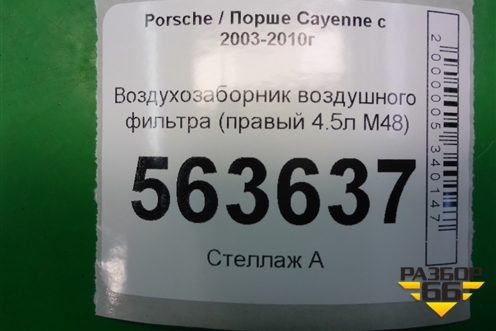 Porsche / Порше Cayenne с
2003-2010г
Воздухозаборник воздушного
фильтра (правый 4.5л M48)
563637
Стеллаж А
2000005340147
РАЗБОР
66